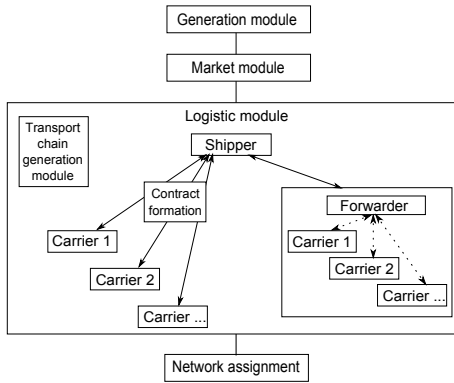 Generation module
Market module
Logistic module
Transport
chain
generation
module
Shipper
Contract
formation
Carrier 1
Carrier 2
Carrier ...
Forwarder
Carrier 1
Carrier 2
Carrier ...
Network assignment